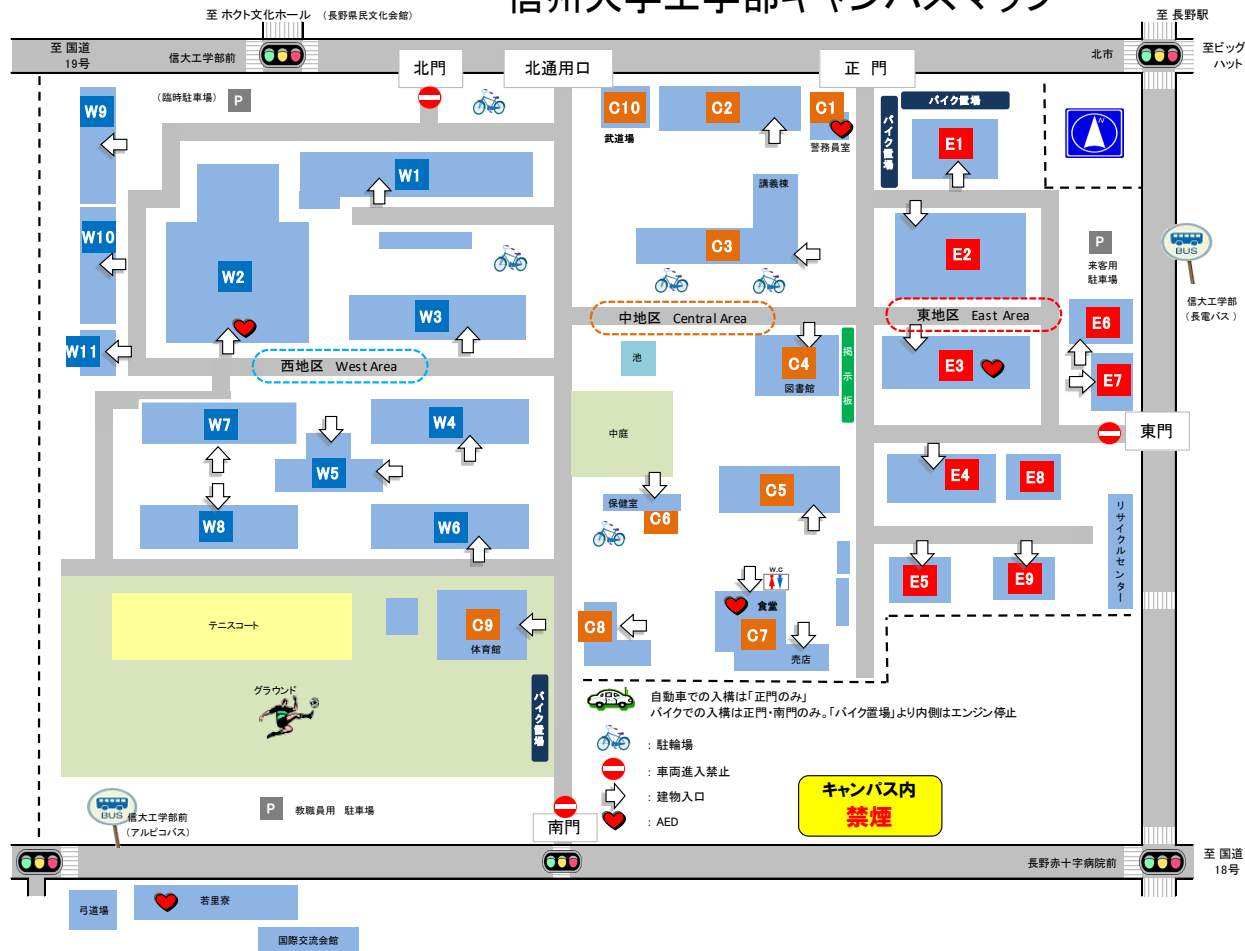 信州大学工学部キャンパスマップ
至 ホクト文化ホール （長野県民文化会館）
至 長野駅
至 国道
19号
信大工学部前
北市
至ビッグ
ハット
北門
北通用口
正 門
（臨時駐車場）
P
W9
C10
武道場
C2
C1
警務員室
バイク置場
バイク置場
E1
N
W1
講義棟
W10
W2
C3
E2
P
来客用
駐車場
BUS
信大工学部
（長電バス）
W3
中地区 Central Area
東地区 East Area
E6
W11
西地区 West Area
池
C4
図書館
掲示板
E3
E7
W7
W4
中庭
東門
W5
C5
E4
E8
W8
W6
保健室
C6
リサイクルセンター
W.C
E5
E9
テニスコート
C9
体育館
C8
食堂
C7
売店
グラウンド
バイク置場
自動車での入構は「正門のみ」
バイクでの入構は正門・南門のみ。「バイク置場」より内側はエンジン停止
：駐輪場
：車両進入禁止
：建物入口
：AED
キャンパス内
禁煙
BUS
信大工学部前
（アルピコバス）
P
教職員用 駐車場
南門
長野赤十字病院前
至 国道
18号
弓道場
若里寮
国際交流会館